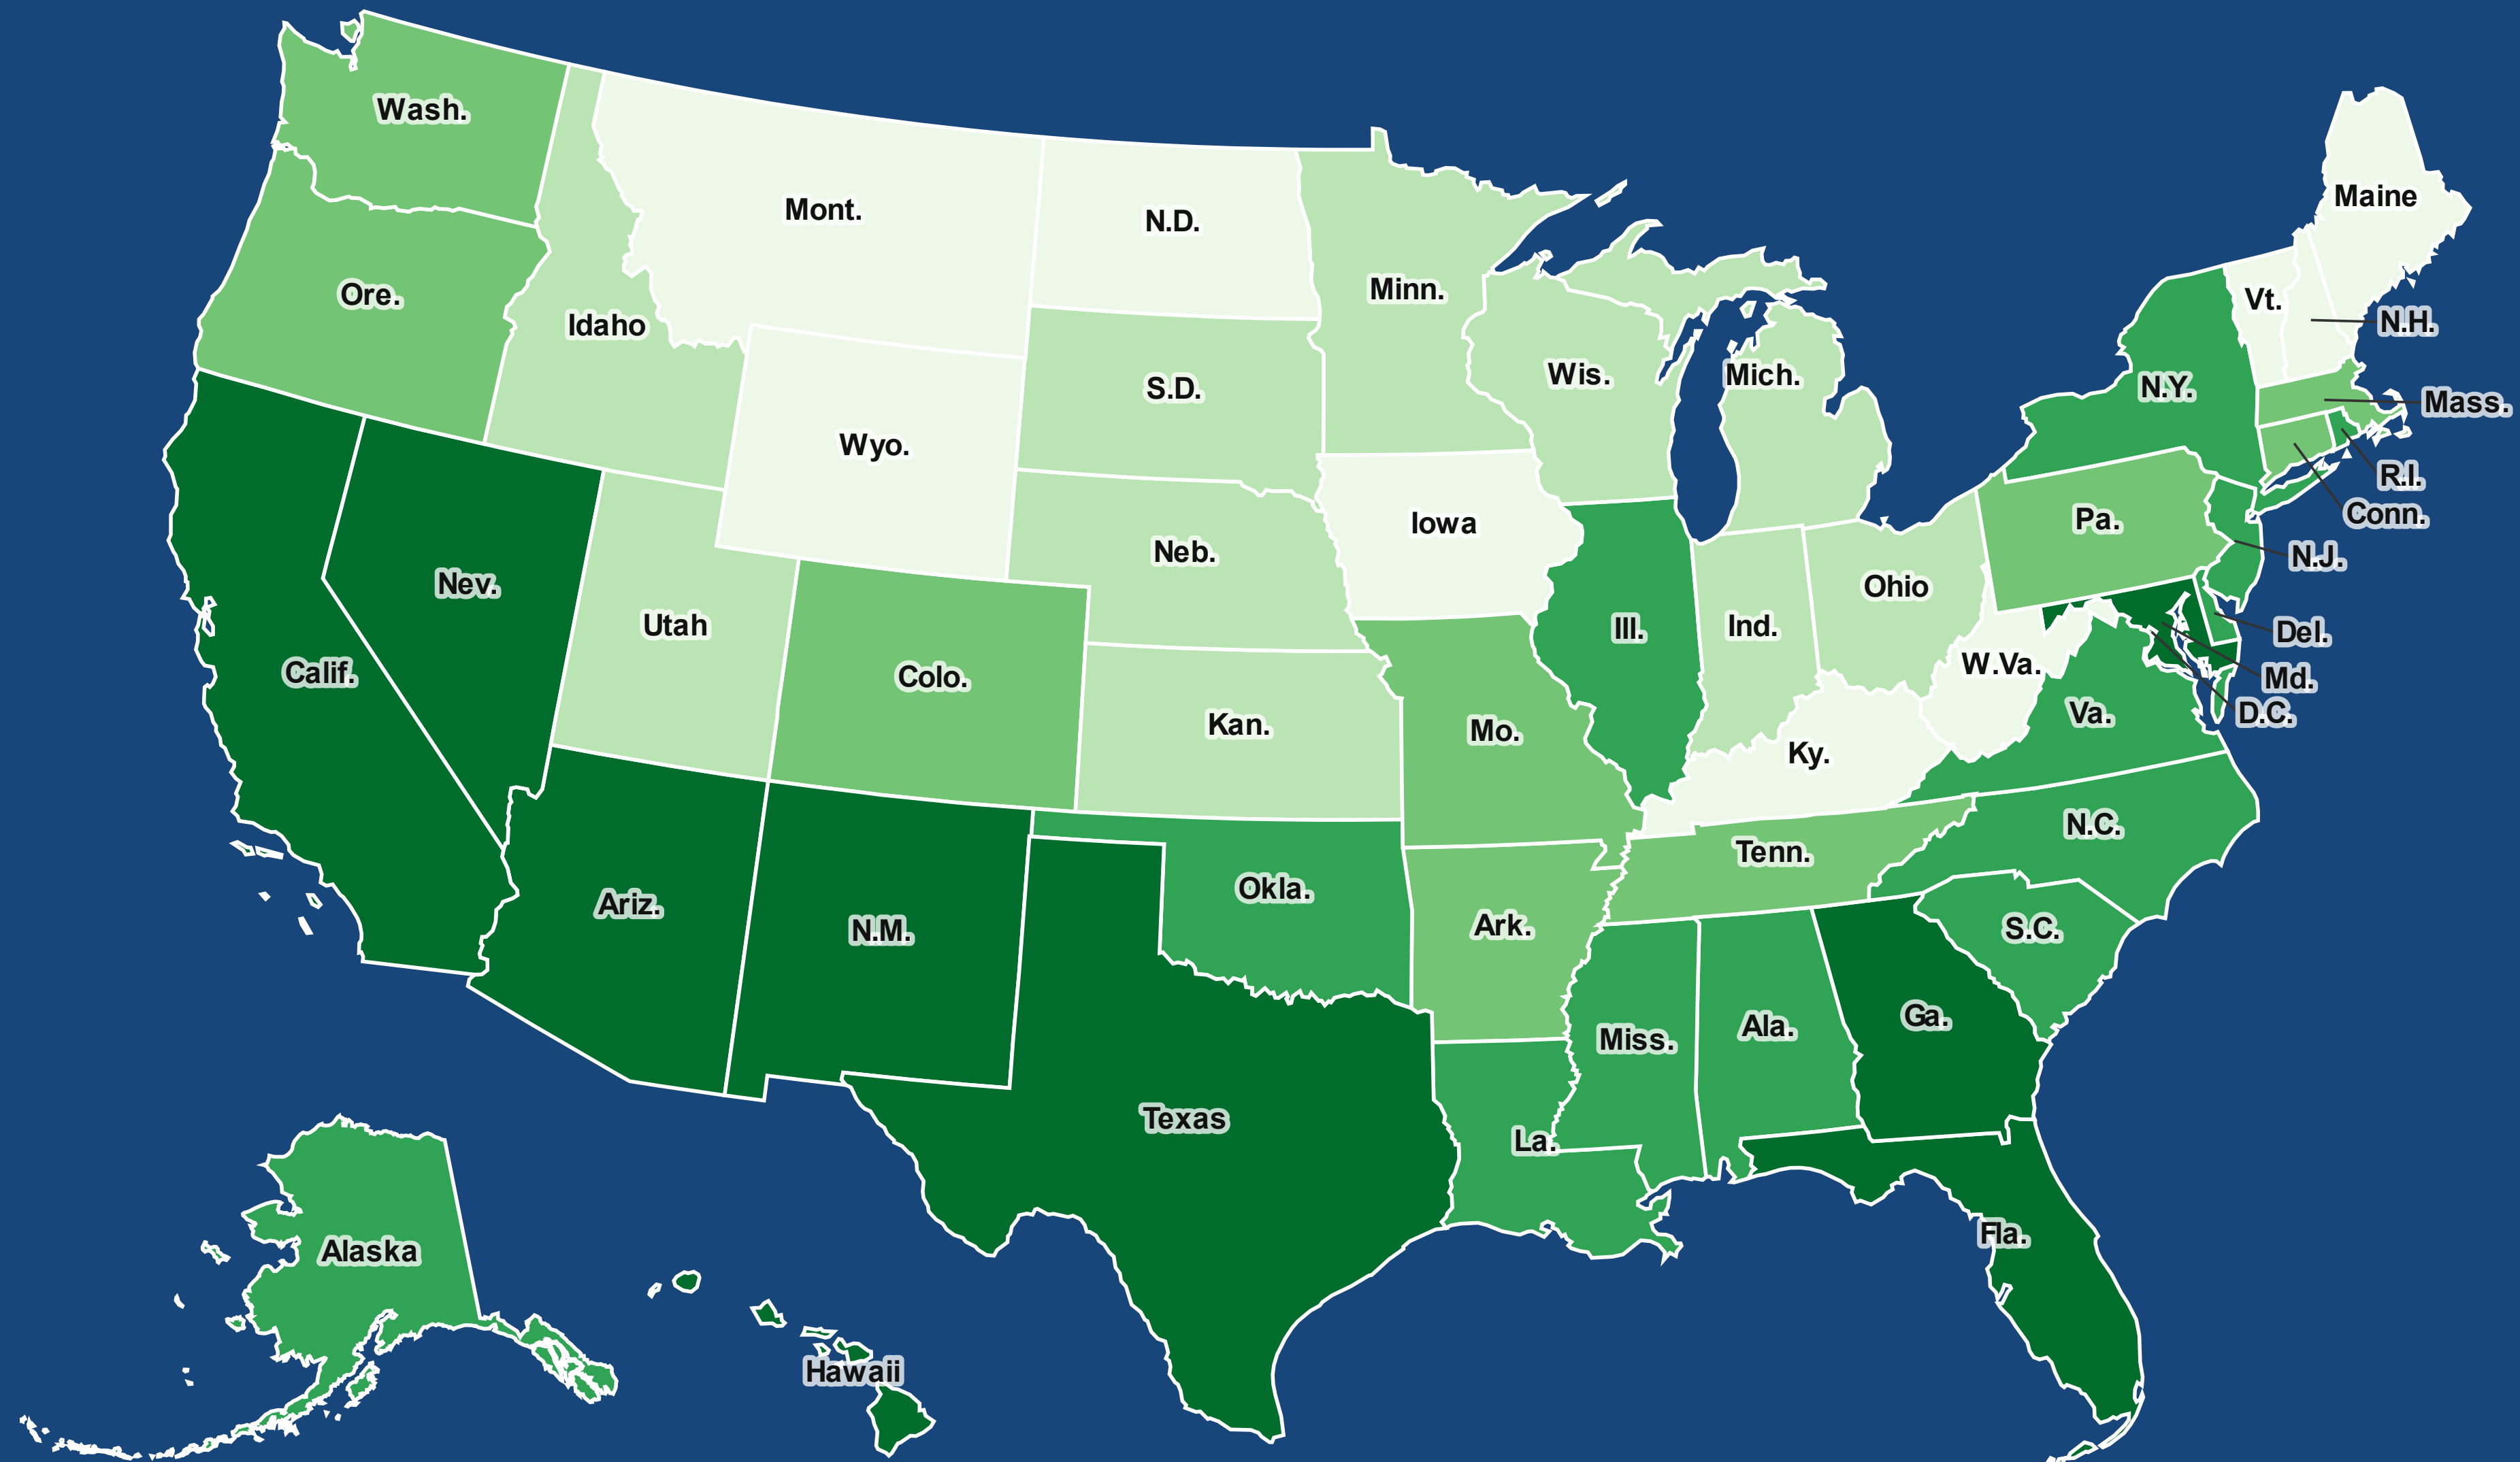 Wash.
Mont.
N.D.
Maine
Ore.
Idaho
Minn.
Vt.
N.H.
S.D.
Wis.
Mich.
N.Y.
Mass.
Wyo.
R.I.
Conn.
Iowa
Pa.
Neb.
N.J.
Nev.
Ohio
Utah
Ill.
Ind.
Del.
Calif.
Colo.
W.Va.
Md.
D.C.
Va.
Kan.
Mo.
Ky.
N.C.
Tenn.
Okla.
Ariz.
N.M.
Ark.
S.C.
Ga.
Ala.
Miss.
Texas
La.
Fla.
Alaska
Hawaii